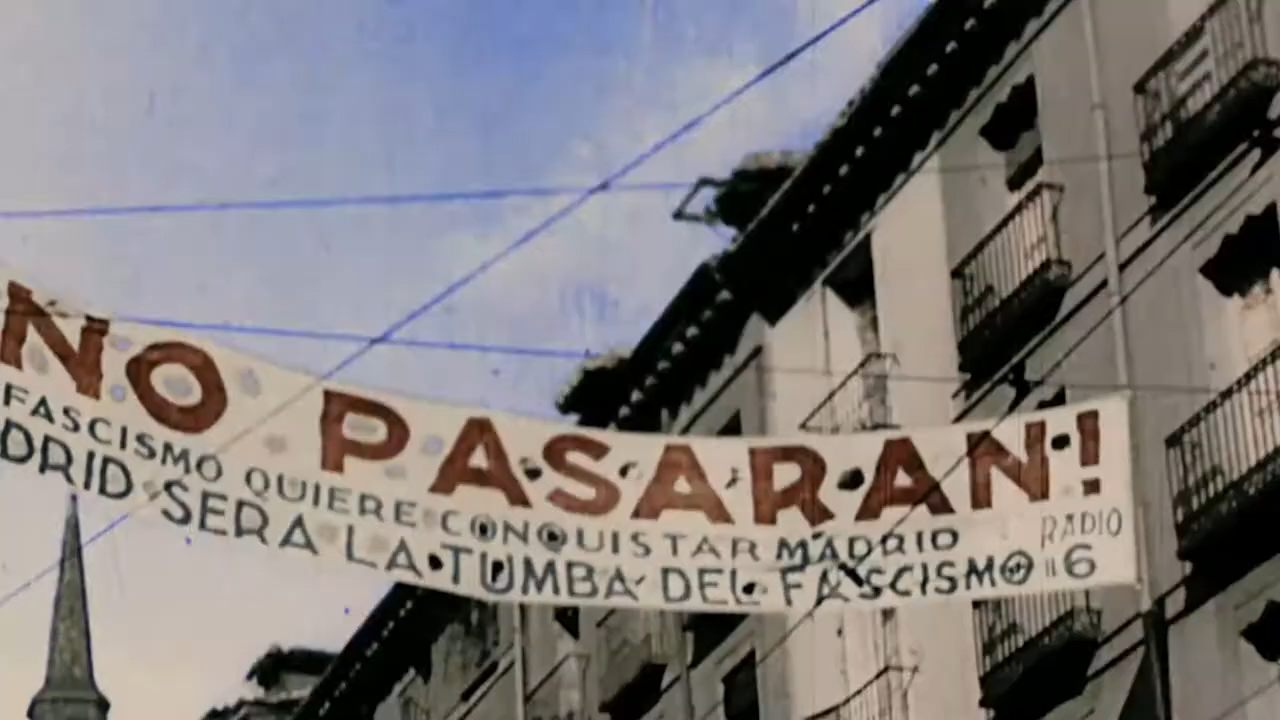 NO PASARAN!
FASCISMO QUIERE CONQUISTAR MADRID
DRID SERA LA TUMBA DEL FASCISMO
RADIO
6